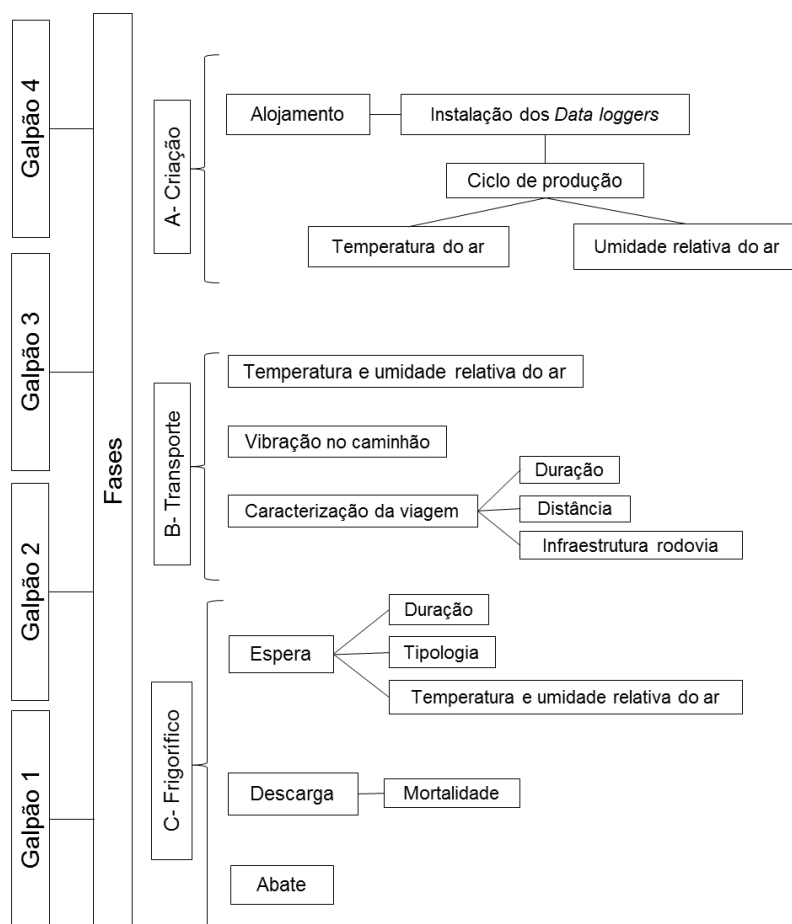 Galpão 4
Galpão 3
Galpão 2
Galpão 1
Fases
A- Criação
Alojamento
Instalação dos Data loggers
Ciclo de produção
Temperatura do ar
Umidade relativa do ar
B- Transporte
Temperatura e umidade relativa do ar
Vibração no caminhão
Caracterização da viagem
Duração
Distância
Infraestrutura rodovia
C- Frigorífico
Espera
Duração
Tipologia
Temperatura e umidade relativa do ar
Descarga
Mortalidade
Abate